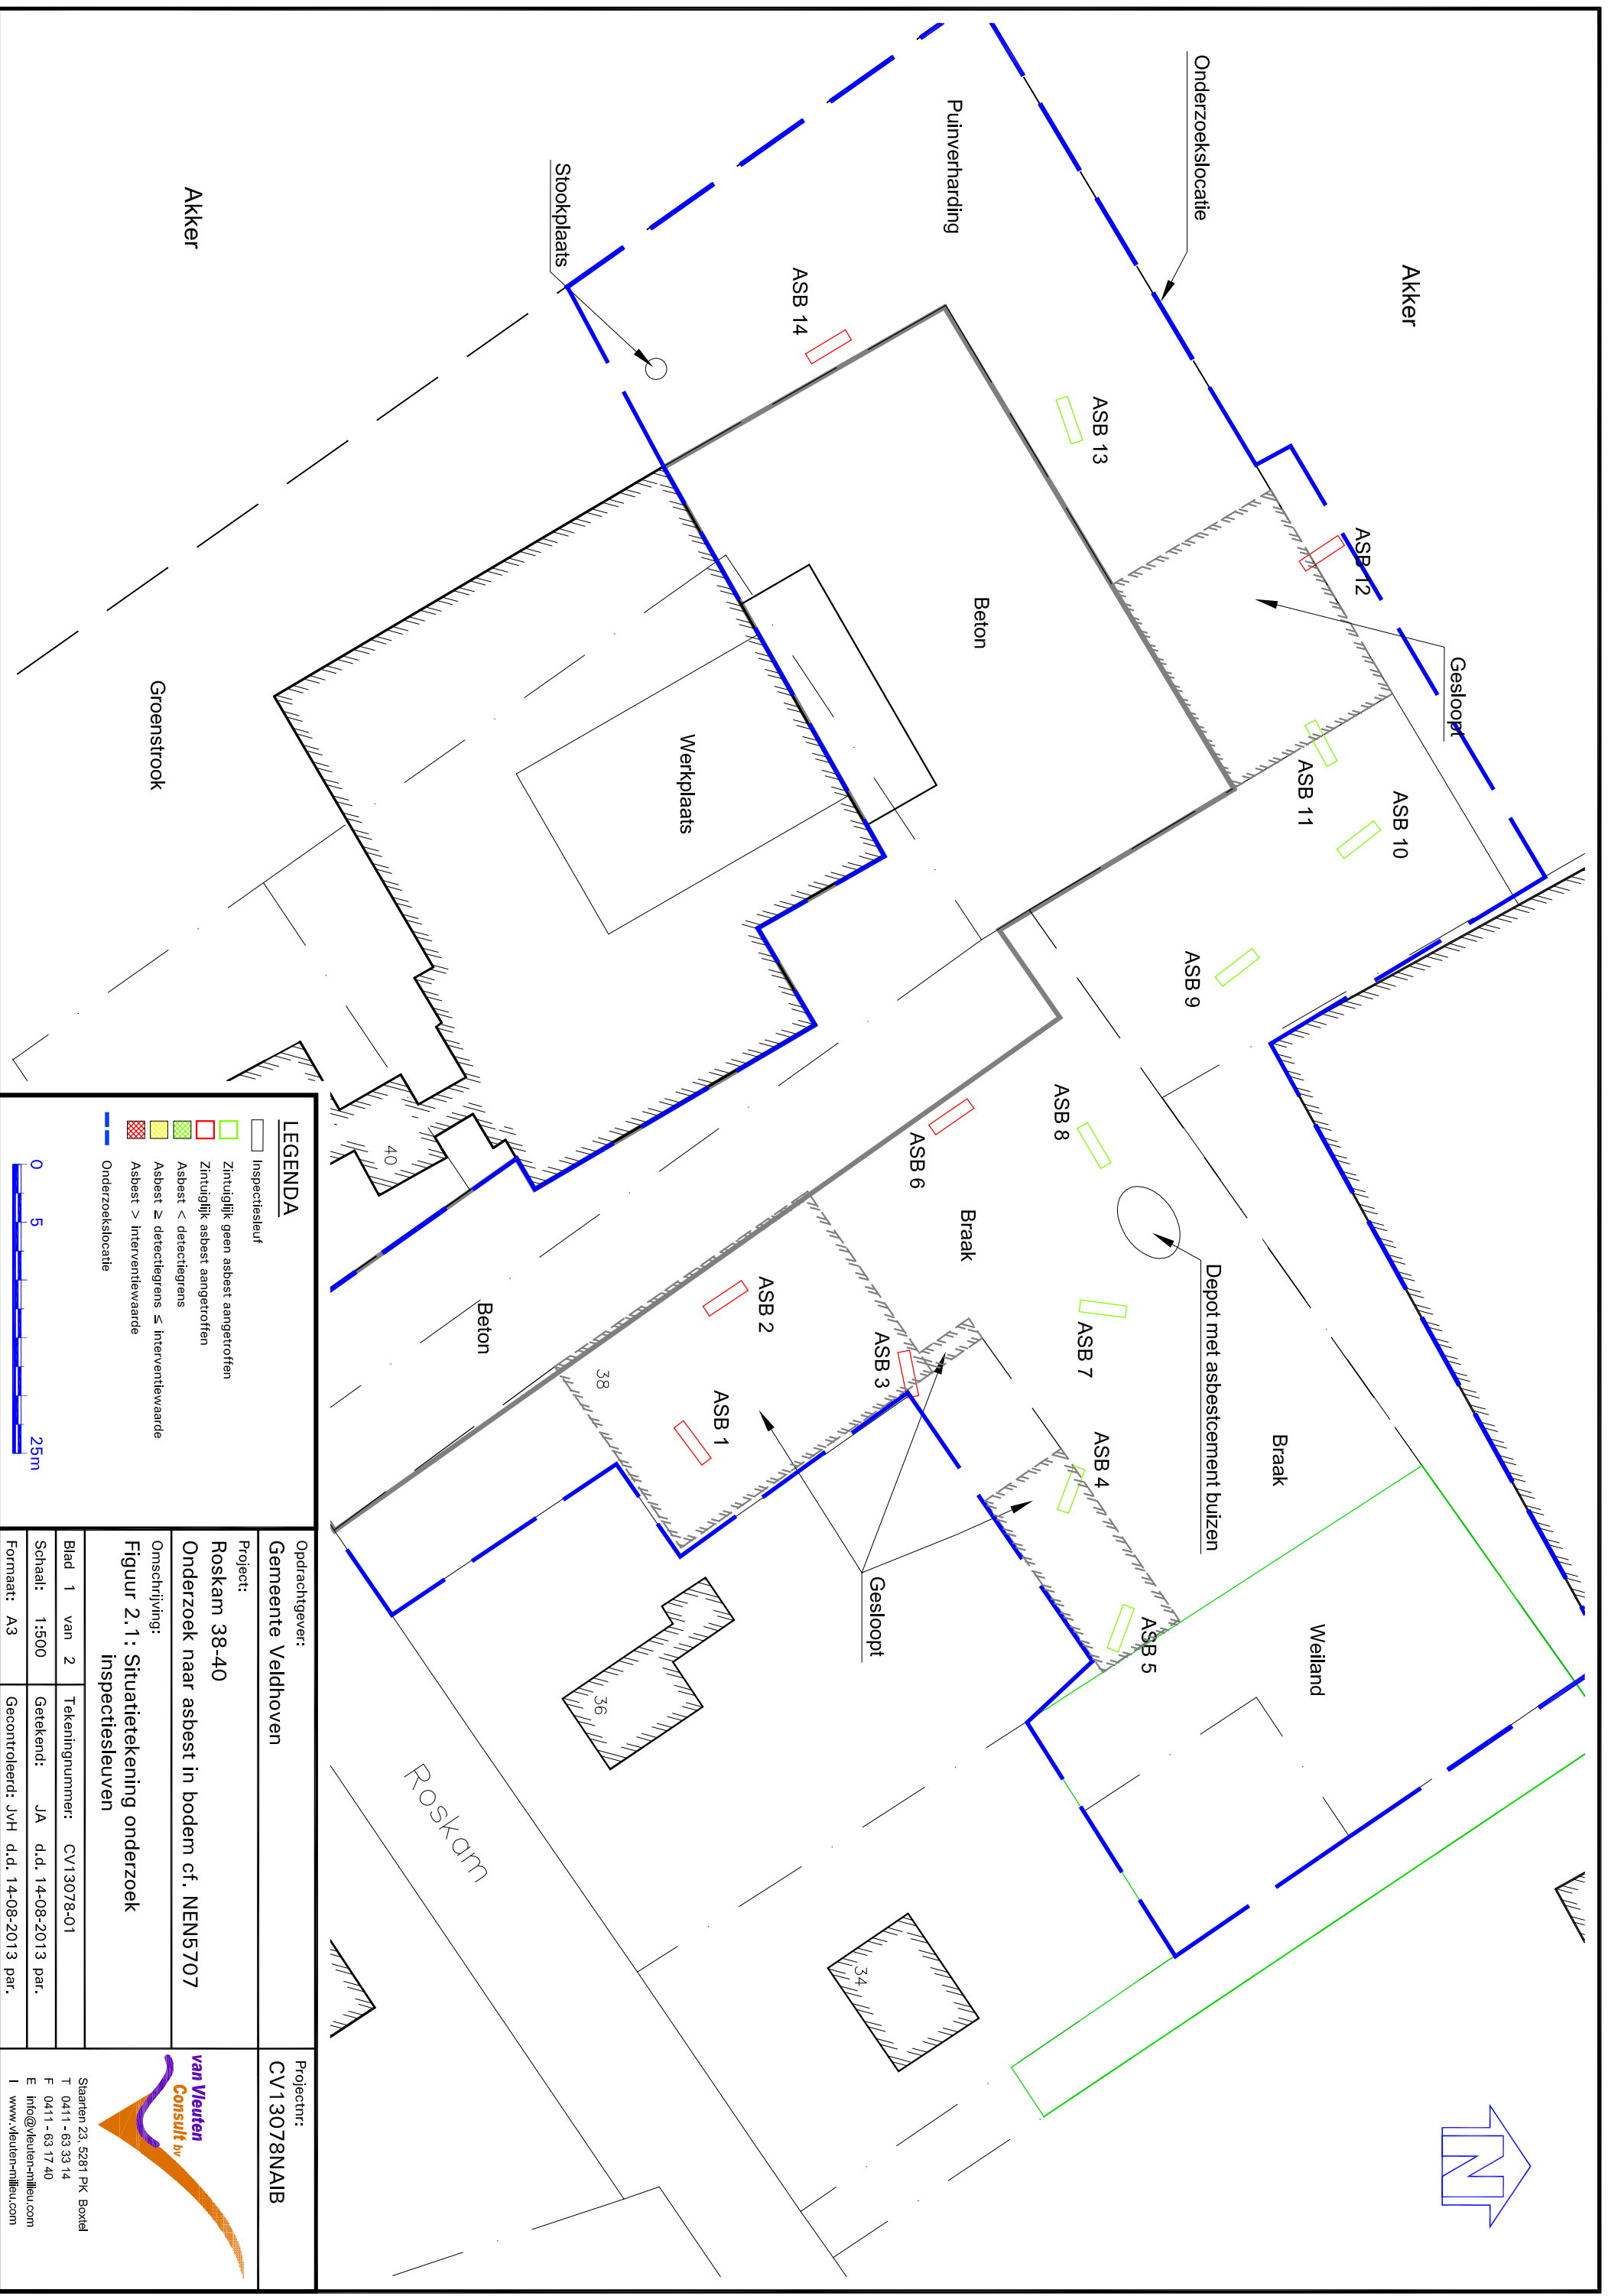 Onderzoekslocatie
Akker
Puinverharding
Stookplaats
Akker
ASB 14
ASB 13
ASB 12
Gesloopt
Beton
ASB 11
ASB 10
Groenstrook
Werkplaats
ASB 9
ASB 8
ASB 6
Braak
Depot met asbestcement buizen
ASB 7
Braak
ASB 2
ASB 3
38
ASB 1
Beton
40
ASB 4
ASB 5
Gesloopt
Weiland
36
Roskam
34
N
LEGENDA
Inspectiesleuf
Zintuiglijk geen asbest aangetroffen
Zintuiglijk asbest aangetroffen
Asbest < detectiegrens
Asbest ≥ detectiegrens ≤ interventiewaarde
Asbest > interventiewaarde
Onderzoekslocatie
0 5 25m
Opdrachtgever:
Gemeente Veldhoven
Projectnr:
CV13078NAIB
Project:
Roskam 38-40
Onderzoek naar asbest in bodem cf. NEN5707
Omschrijving:
Figuur 2.1: Situatietekening onderzoek
inspectiesleuven
Blad 1 van 2 Tekeningnummer: CV13078-01
Schaal: 1:500 Getekend: JA d.d. 14-08-2013 par.
Formaat: A3 Gecontroleerd: JvH d.d. 14-08-2013 par.
van Vleuten
Consult bv
Staarten 23, 5281 PK Boxtel
T 0411 - 63 33 14
F 0411 - 63 17 40
E info@vleuten-milieu.com
I www.vleuten-milieu.com